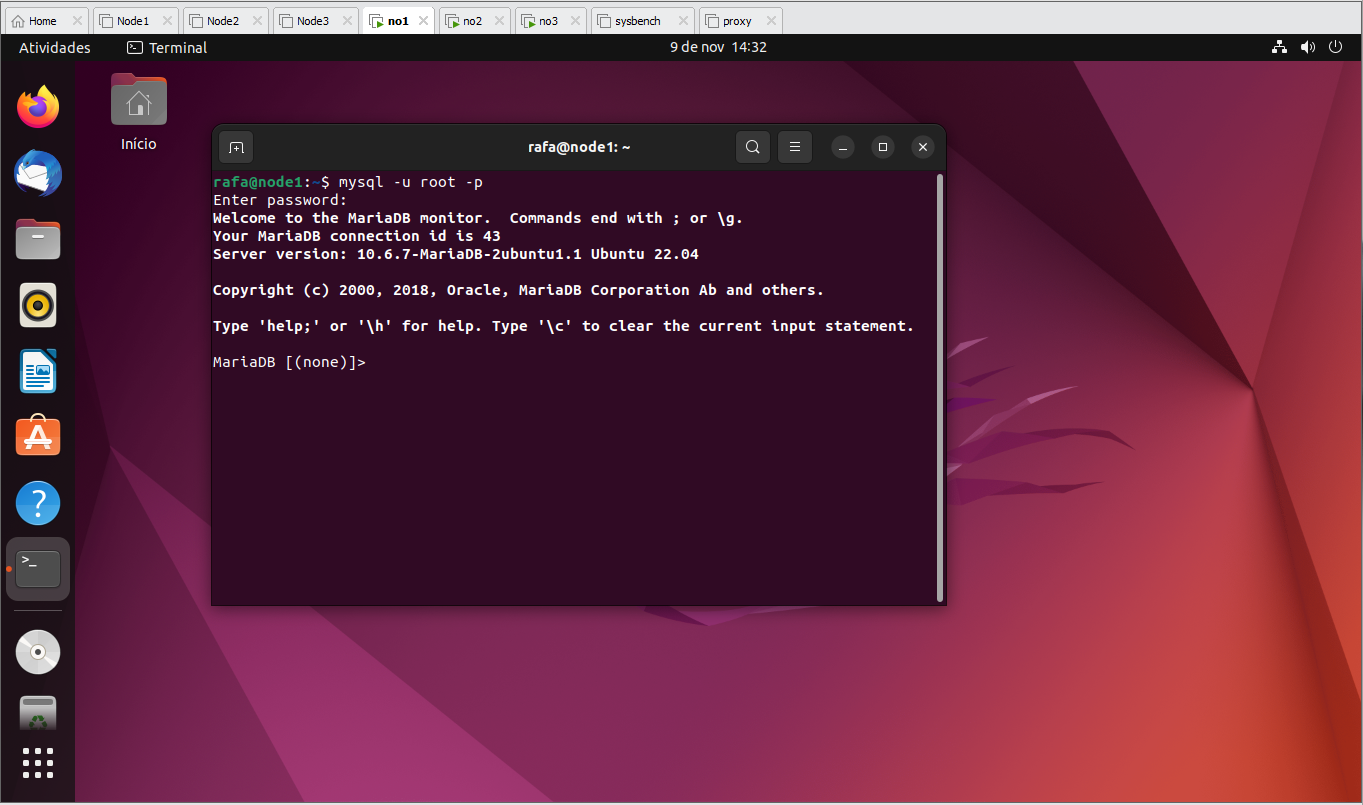 Home
Node1
Node2
Node3
no1
no2
no3
sysbench
proxy
Atividades
Terminal
9 de nov 14:32
Início
rafa@node1: ~
rafa@node1:~$ mysql -u root -p
Enter password:
Welcome to the MariaDB monitor.  Commands end with ; or \g.
Your MariaDB connection id is 43
Server version: 10.6.7-MariaDB-2ubuntu1.1 Ubuntu 22.04
Copyright (c) 2000, 2018, Oracle, MariaDB Corporation Ab and others.
Type 'help;' or '\h' for help. Type '\c' to clear the current input statement.
MariaDB [(none)]>